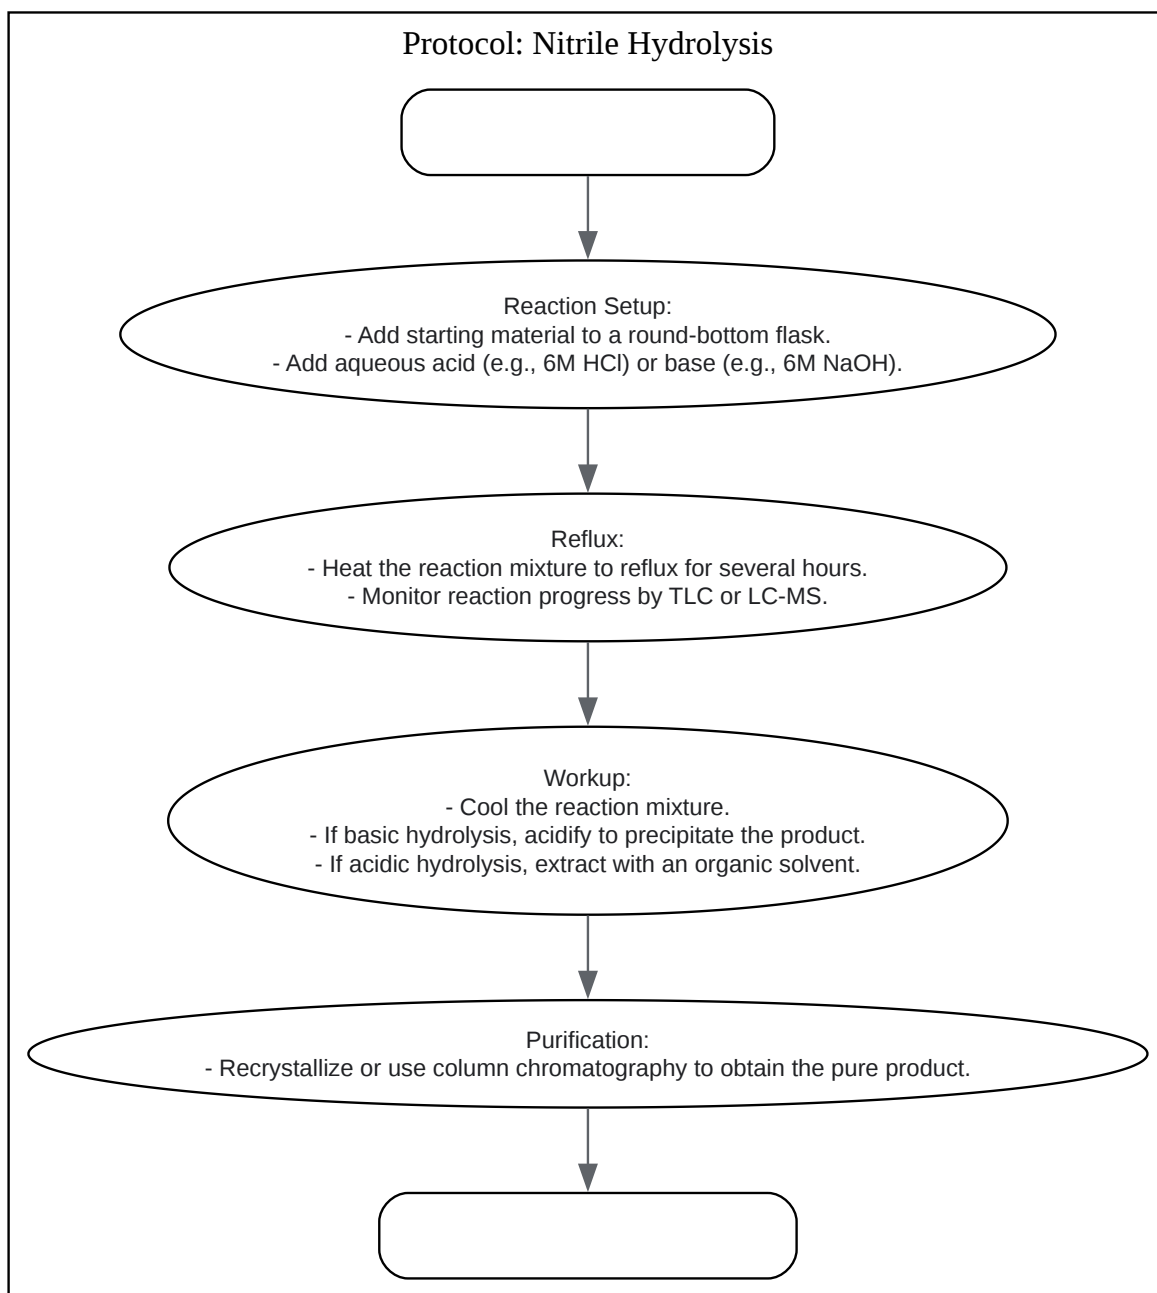 Protocol: Nitrile Hydrolysis
Reaction Setup:
- Add starting material to a round-bottom flask.
- Add aqueous acid (e.g., 6M HCl) or base (e.g., 6M NaOH).
Reflux:
- Heat the reaction mixture to reflux for several hours.
- Monitor reaction progress by TLC or LC-MS.
Workup:
- Cool the reaction mixture.
- If basic hydrolysis, acidify to precipitate the product.
- If acidic hydrolysis, extract with an organic solvent.
Purification:
- Recrystallize or use column chromatography to obtain the pure product.